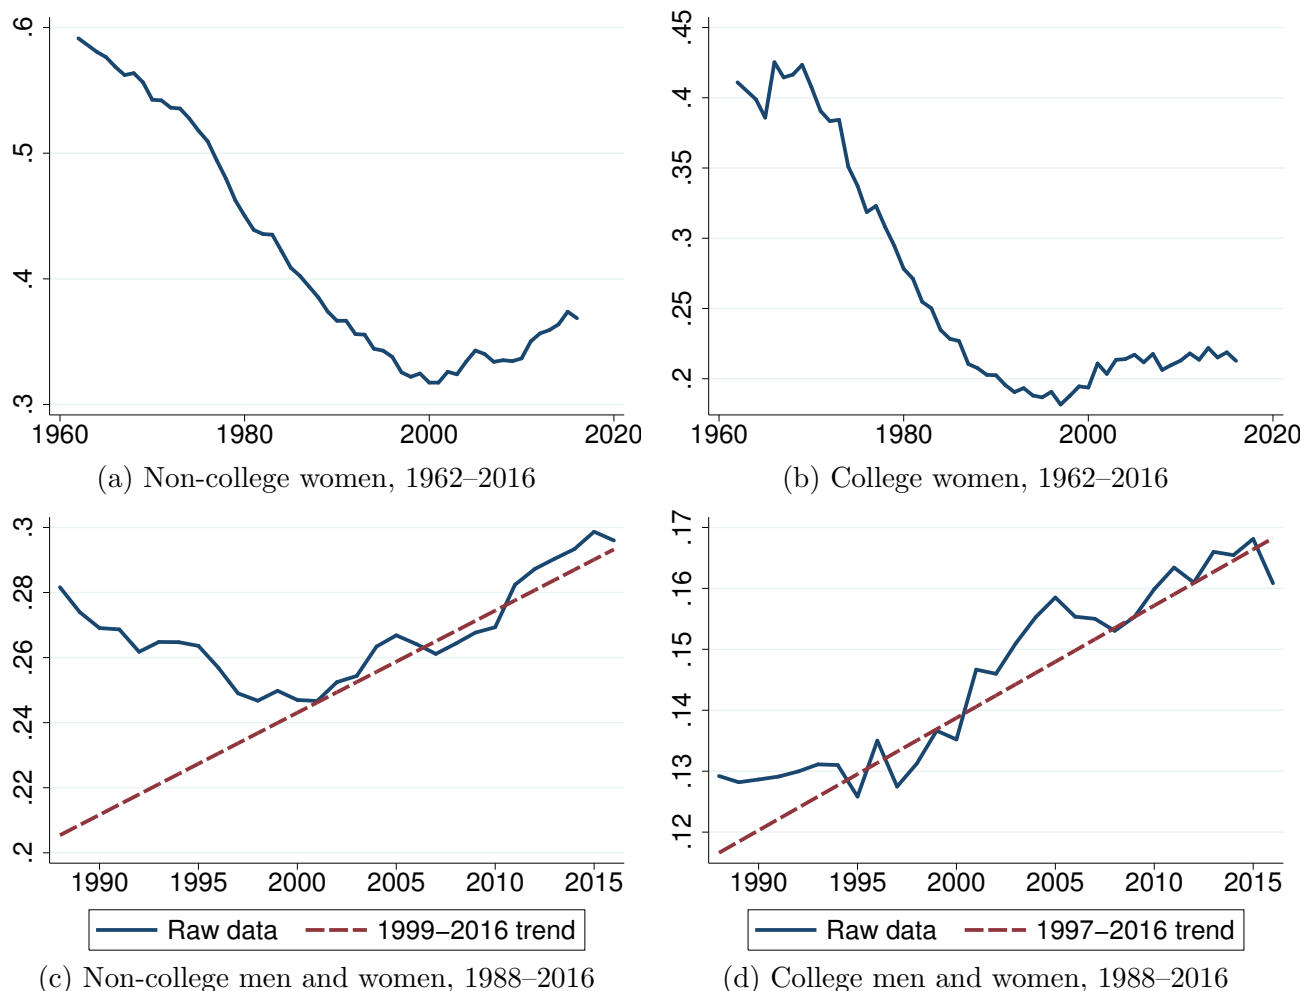 .6
.5
.4
.3
1960 1980 2000 2020
(a) Non-college women, 1962–2016
.45
.4
.35
.3
.25
.2
1960 1980 2000 2020
(b) College women, 1962–2016
.3
.28
.26
.24
.22
.2
1990 1995 2000 2005 2010 2015
Raw data 1999−2016 trend
(c) Non-college men and women, 1988–2016
.17
.16
.15
.14
.13
.12
1990 1995 2000 2005 2010 2015
Raw data 1997−2016 trend
(d) College men and women, 1988–2016